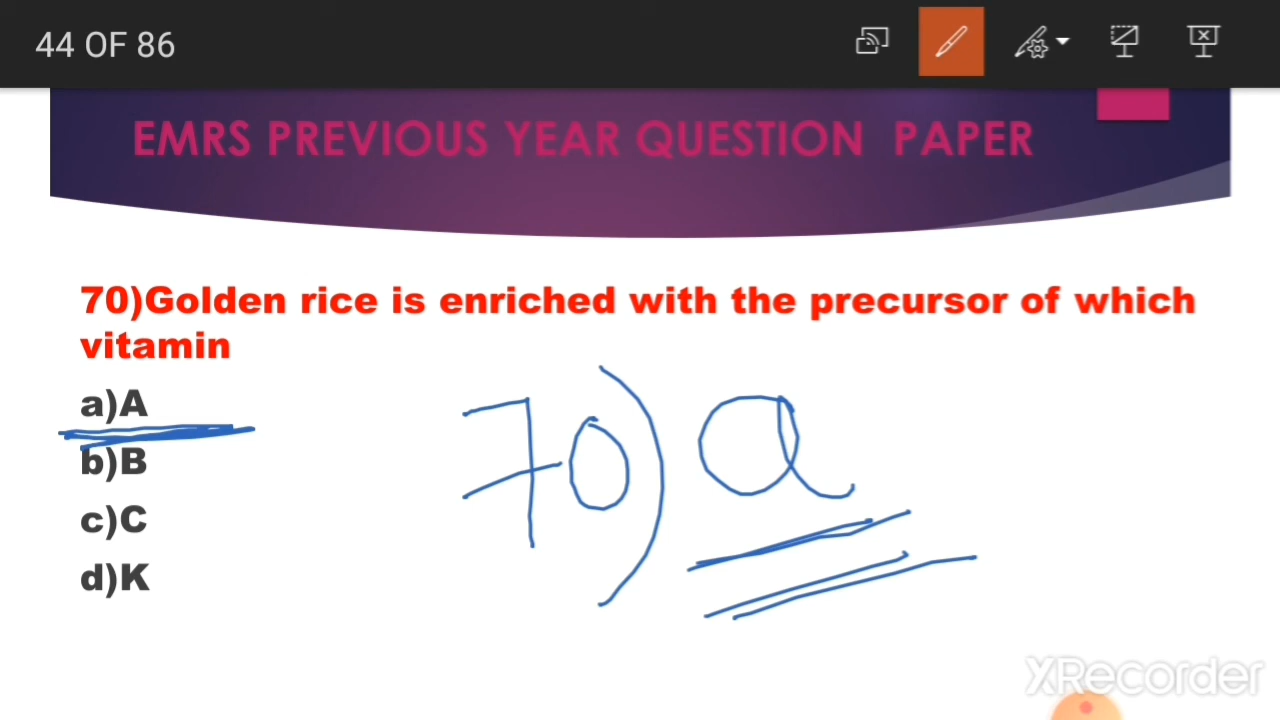 44 OF 86
EMRS PREVIOUS YEAR QUESTION PAPER
70)Golden rice is enriched with the precursor of which
vitamin
a)A
b)B
c)C
d)K
70) a
XRecorder